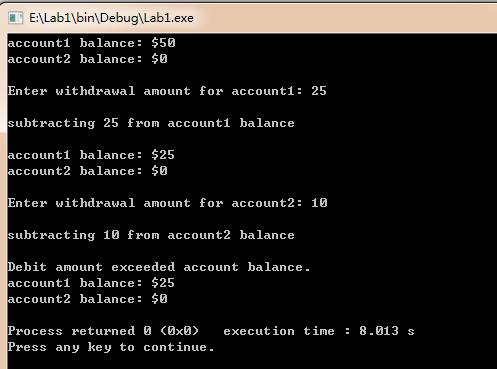 E:\Lab1\bin\Debug\Lab1.exe
account1 balance: $50
account2 balance: $0
Enter withdrawal amount for account1: 25
subtracting 25 from account1 balance
account1 balance: $25
account2 balance: $0
Enter withdrawal amount for account2: 10
subtracting 10 from account2 balance
Debit amount exceeded account balance.
account1 balance: $25
account2 balance: $0
Process returned 0 (0x0)   execution time : 8.013 s
Press any key to continue.